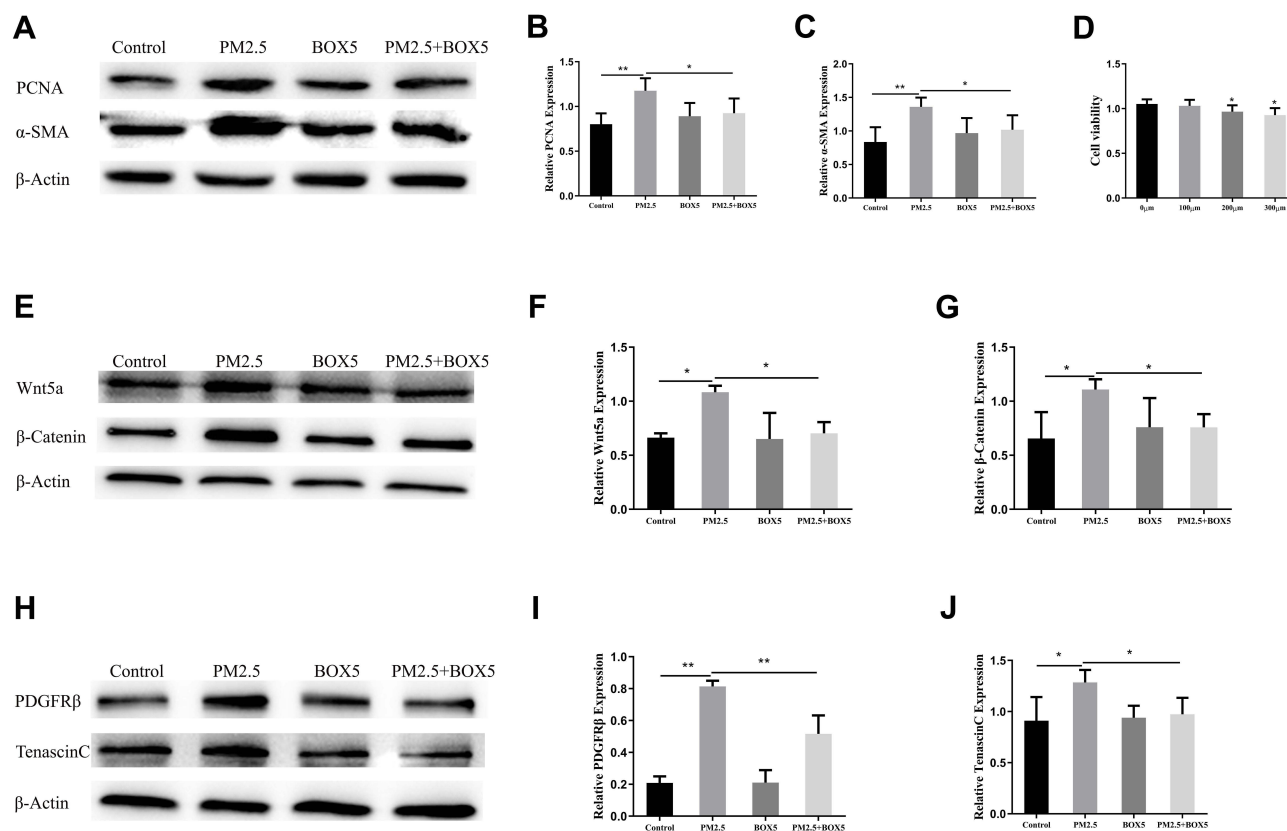 A
Control PM2.5 BOX5 PM2.5+BOX5
PCNA
α-SMA
β-Actin
B
Relative PCNA Expression
1.5
1.0
0.5
0.0
** *
Control PM2.5 BOX5 PM2.5+BOX5
C
Relative α-SMA Expression
2.0
1.5
1.0
0.5
0.0
** *
Control PM2.5 BOX5 PM2.5+BOX5
D
Cell viability
1.5
1.0
0.5
0.0
* *
0μm 100μm 200μm 300μm
E
Control PM2.5 BOX5 PM2.5+BOX5
Wnt5a
β-Catenin
β-Actin
F
Relative Wnt5a Expression
1.5
1.0
0.5
0.0
* *
Control PM2.5 BOX5 PM2.5+BOX5
G
Relative β-Catenin Expression
1.5
1.0
0.5
0.0
* *
Control PM2.5 BOX5 PM2.5+BOX5
H
Control PM2.5 BOX5 PM2.5+BOX5
PDGFRβ
TenascinC
β-Actin
I
Relative PDGFRβ Expression
0.8
0.6
0.4
0.2
0.0
** **
Control PM2.5 BOX5 PM2.5+BOX5
J
Relative TenascinC Expression
1.5
1.0
0.5
0.0
* *
Control PM2.5 BOX5 PM2.5+BOX5